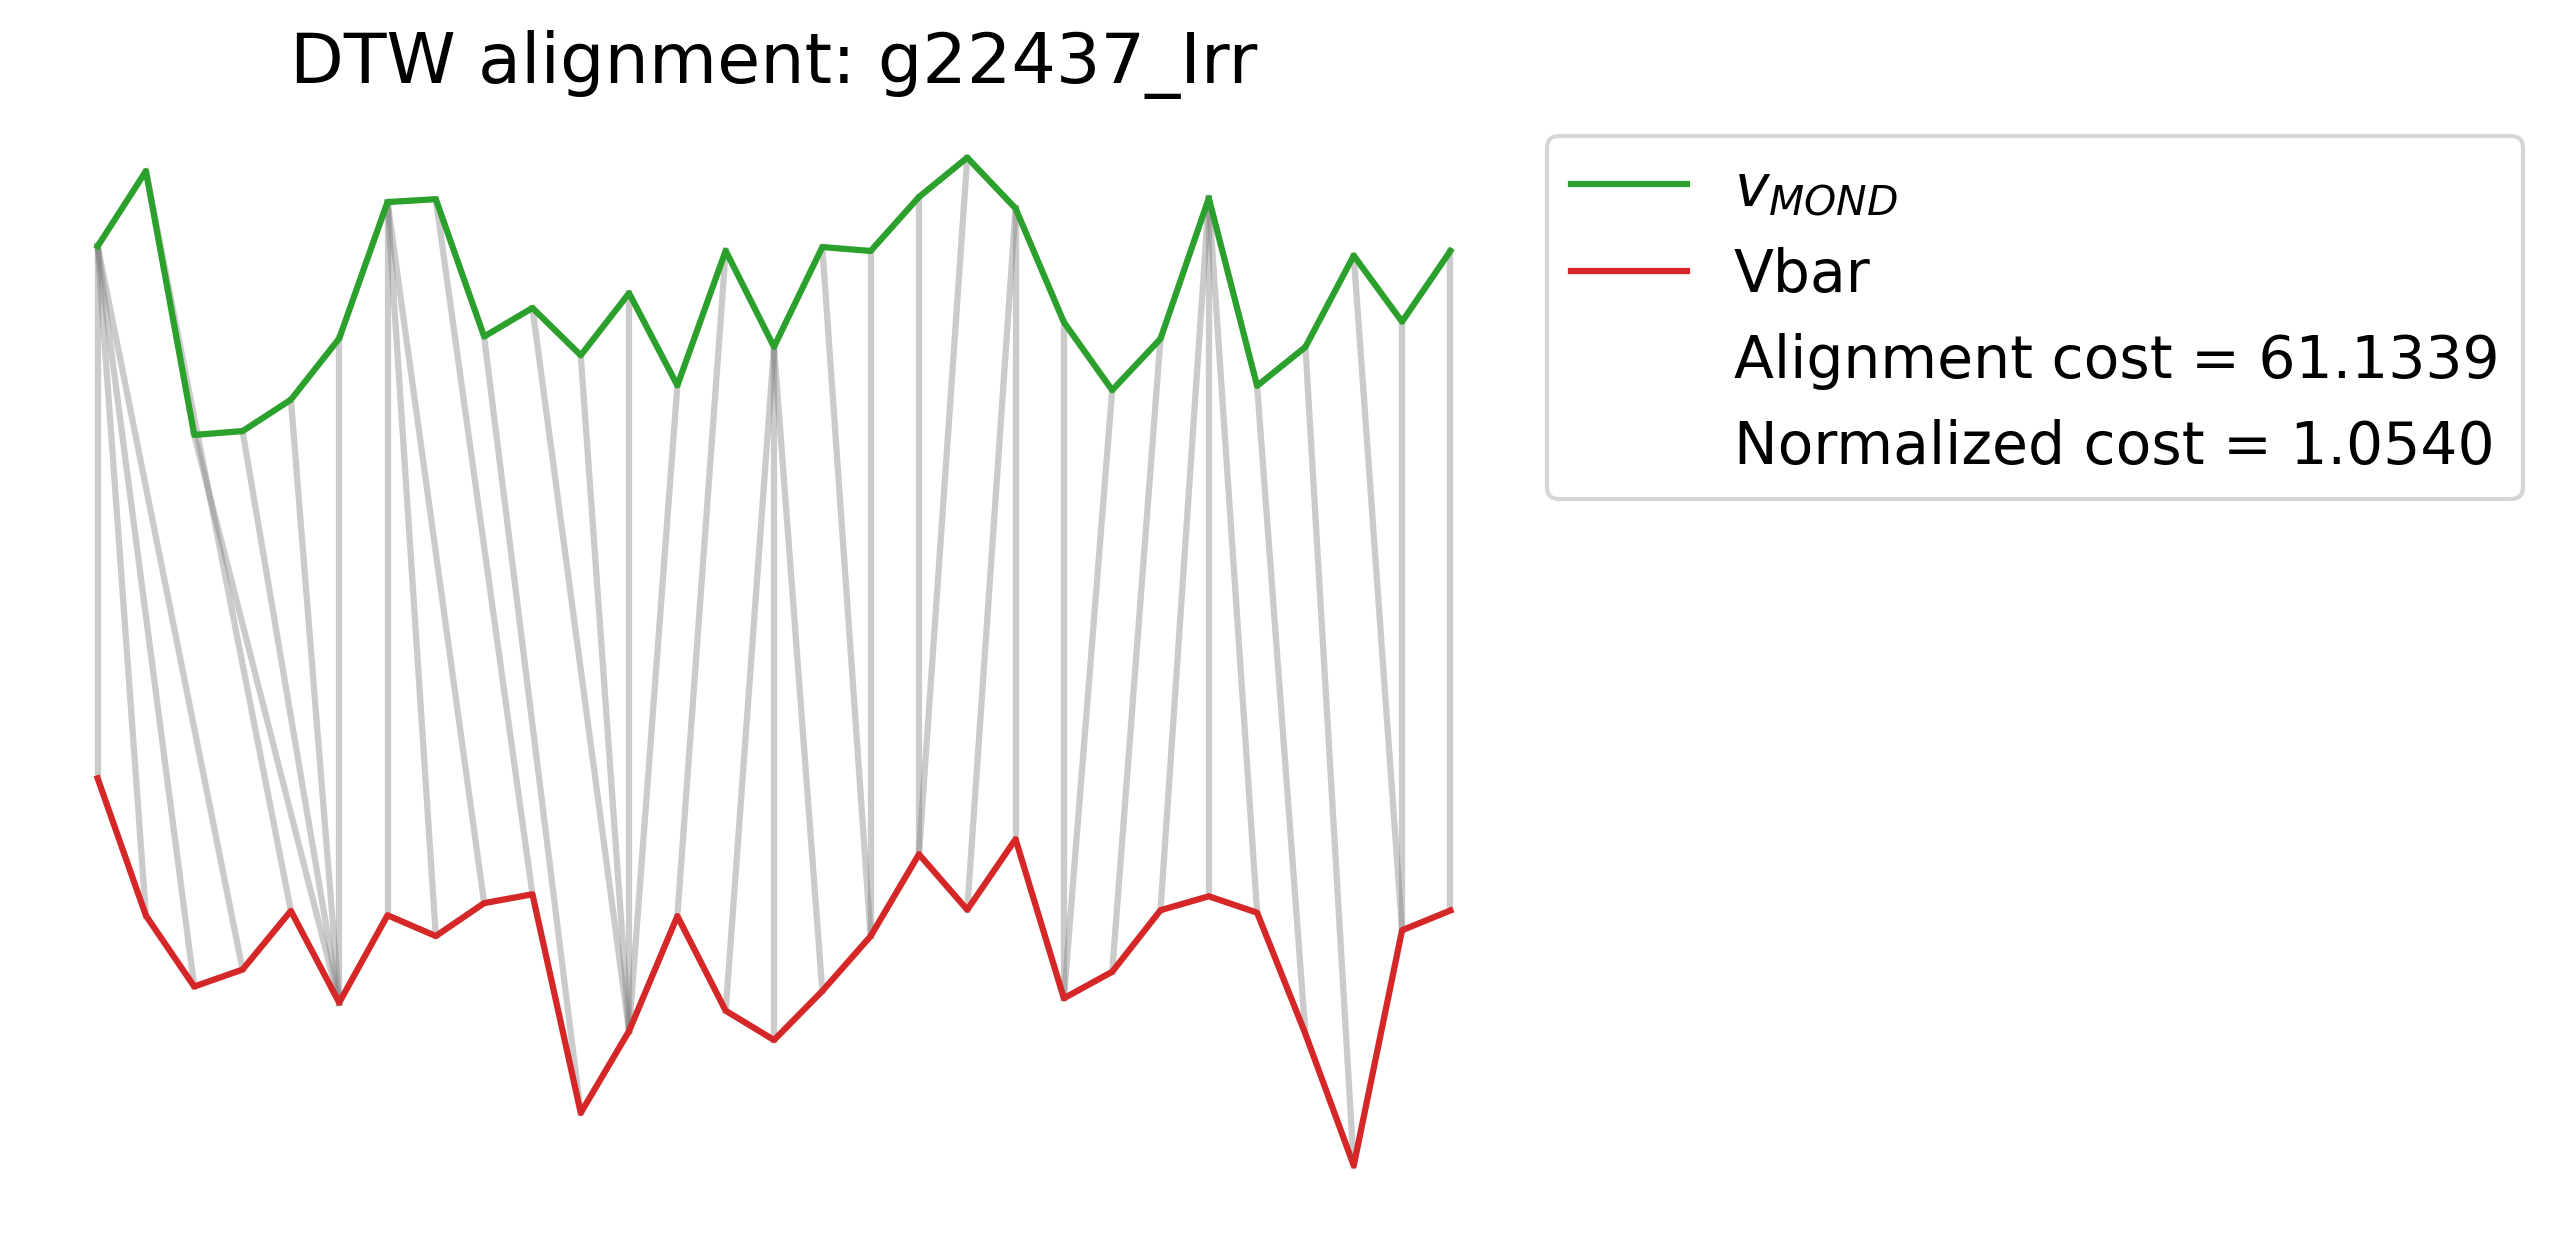 DTW alignment: g22437_Irr
v_MOND
Vbar
Alignment cost = 61.1339
Normalized cost = 1.0540